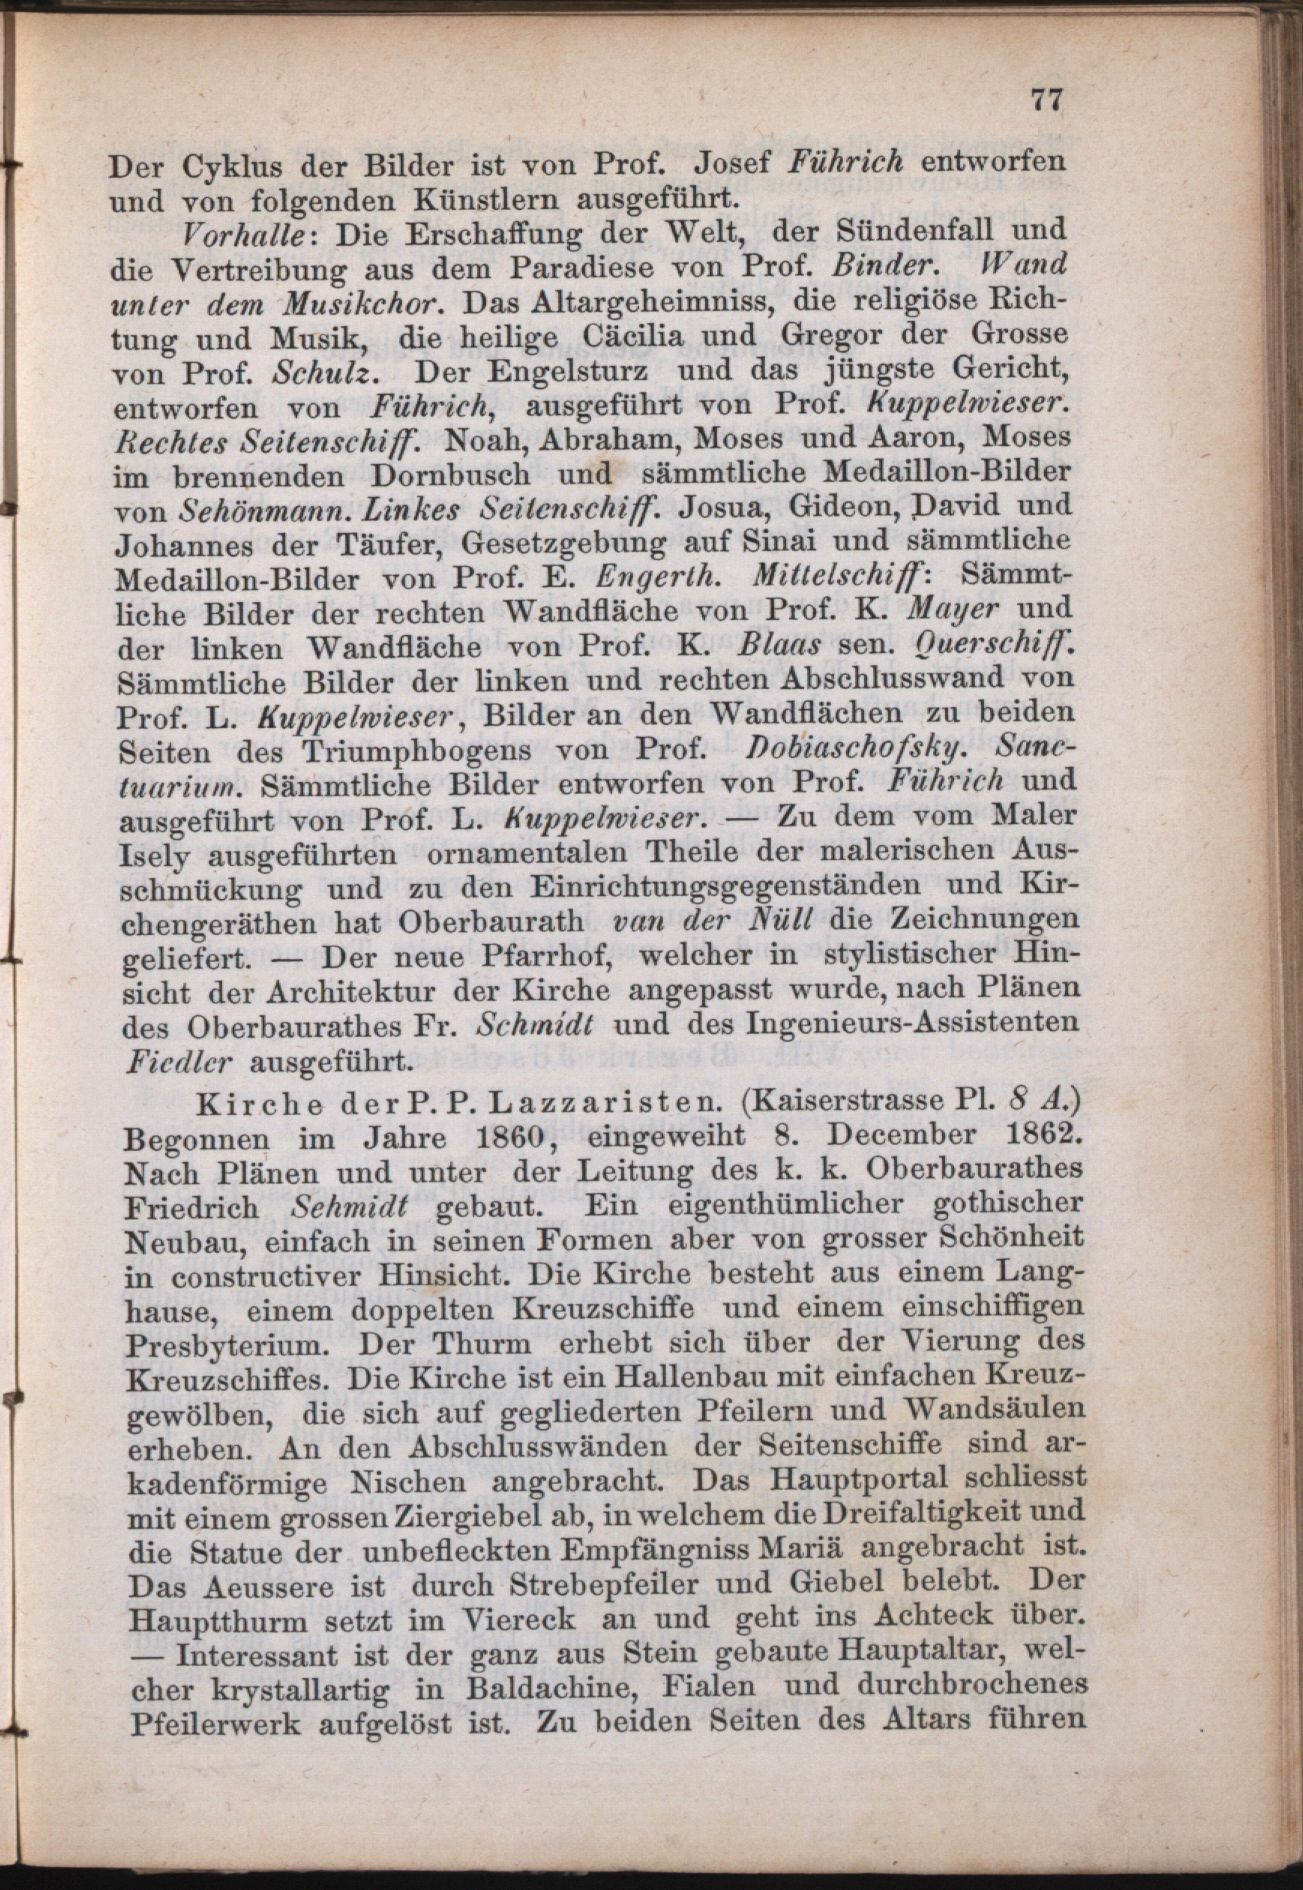 77
Der Cyklus der Bilder ist von Prof. Josef Führich entworfen
und von folgenden Künstlern ausgeführt.
Vorhalle: Die Erschaffung der Welt, der Sündenfall und
die Vertreibung aus dem Paradiese von Prof. Binder. Wand
unter dem Musikchor. Das Altargeheimniss, die religiöse Rich-
tung und Musik, die heilige Cäcilia und Gregor der Grosse
von Prof. Schulz. Der Engelsturz und das jüngste Gericht,
entworfen von Führich, ausgeführt von Prof. Kuppelwieser.
Rechtes Seitenschiff. Noah, Abraham, Moses und Aaron, Moses
im brennenden Dornbusch und sämmtliche Medaillon-Bilder
von Sehönmann. Linkes Seitenschiff. Josua, Gideon, David und
Johannes der Täufer, Gesetzgebung auf Sinai und sämmtliche
Medaillon-Bilder von Prof. E. Engerth. Mittelschiff: Sämmt-
liche Bilder der rechten Wandfläche von Prof. K. Mayer und
der linken Wandfläche von Prof. K. Blaas sen. Querschiff.
Sämmtliche Bilder der linken und rechten Abschlusswand von
Prof. L. Kuppelwieser, Bilder an den Wandflächen zu beiden
Seiten des Triumphbogens von Prof. Dobiaschofsky. Sanc-
tuarium. Sämmtliche Bilder entworfen von Prof. Führich und
ausgeführt von Prof. L. Kuppelwieser. — Zu dem vom Maler
Isely ausgeführten ornamentalen Theile der malerischen Aus-
schmückung und zu den Einrichtungsgegenständen und Kir-
chengeräthen hat Oberbaurath van der Nüll die Zeichnungen
geliefert. — Der neue Pfarrhof, welcher in stylistischer Hin-
sicht der Architektur der Kirche angepasst wurde, nach Plänen
des Oberbaurathes Fr. Schmidt und des Ingenieurs-Assistenten
Fiedler ausgeführt.
Kirche der P. P. Lazzaristen. (Kaiserstrasse Pl. 8 A.)
Begonnen im Jahre 1860, eingeweiht 8. December 1862.
Nach Plänen und unter der Leitung des k. k. Oberbaurathes
Friedrich Sehmidt gebaut. Ein eigenthümlicher gothischer
Neubau, einfach in seinen Formen aber von grosser Schönheit
in constructiver Hinsicht. Die Kirche besteht aus einem Lang-
hause, einem doppelten Kreuzschiffe und einem einschiffigen
Presbyterium. Der Thurm erhebt sich über der Vierung des
Kreuzschiffes. Die Kirche ist ein Hallenbau mit einfachen Kreuz-
gewölben, die sich auf gegliederten Pfeilern und Wandsäulen
erheben. An den Abschlusswänden der Seitenschiffe sind ar-
kadenförmige Nischen angebracht. Das Hauptportal schliesst
mit einem grossen Ziergiebel ab, in welchem die Dreifaltigkeit und
die Statue der unbefleckten Empfängniss Mariä angebracht ist.
Das Aeussere ist durch Strebepfeiler und Giebel belebt. Der
Hauptthurm setzt im Viereck an und geht ins Achteck über.
— Interessant ist der ganz aus Stein gebaute Hauptaltar, wel-
cher krystallartig in Baldachine, Fialen und durchbrochenes
Pfeilerwerk aufgelöst ist. Zu beiden Seiten des Altars führen